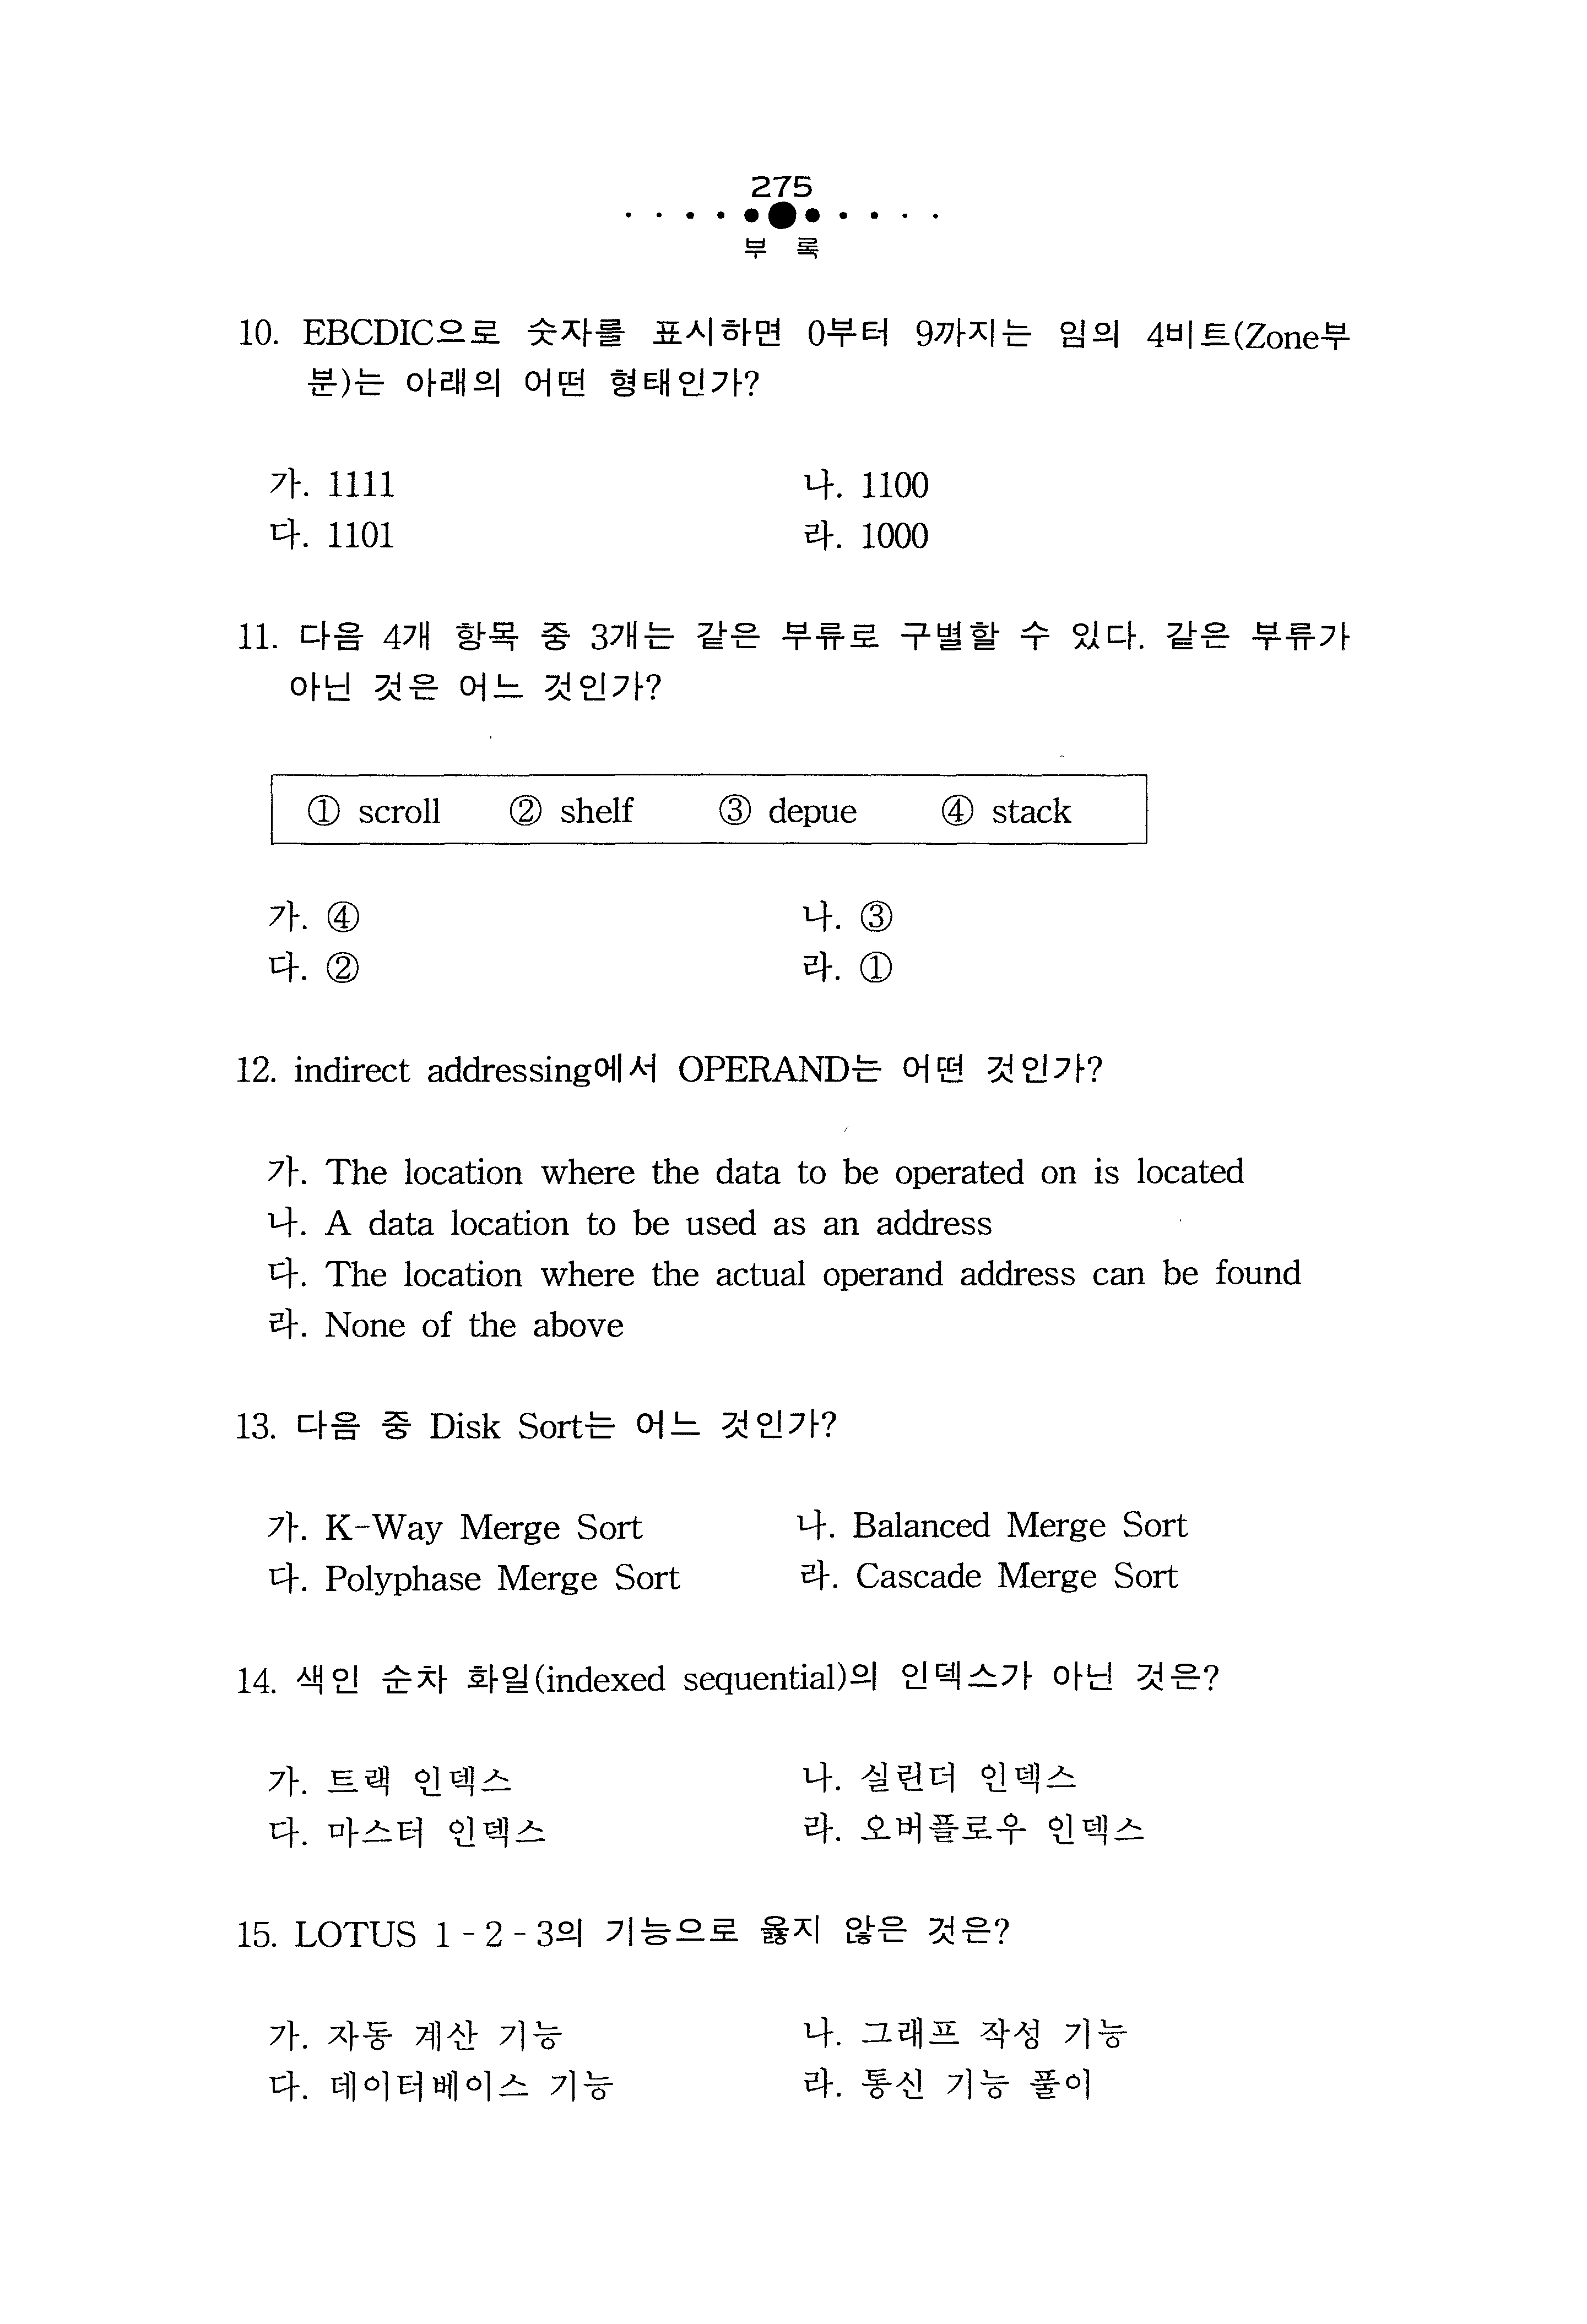 275
부 록
10. EBCDIC으로 숫자를 표시하면 0부터 9까지는 임의 4비트(Zone부
분)는 아래의 어떤 형태인가?
가. 1111 나. 1100
다. 1101 라. 1000
11. 다음 4개 항목 중 3개는 같은 부류로 구별할 수 있다. 같은 부류가
아닌 것은 어느 것인가?
① scroll ② shelf ③ depue ④ stack
가. ④ 나. ③
다. ② 라. ①
12. indirect addressing에서 OPERAND는 어떤 것인가?
가. The location where the data to be operated on is located
나. A data location to be used as an address
다. The location where the actual operand address can be found
라. None of the above
13. 다음 중 Disk Sort는 어느 것인가?
가. K-Way Merge Sort 나. Balanced Merge Sort
다. Polyphase Merge Sort 라. Cascade Merge Sort
14. 색인 순차 화일(indexed sequential)의 인덱스가 아닌 것은?
가. 트랙 인덱스 나. 실린더 인덱스
다. 마스터 인덱스 라. 오버플로우 인덱스
15. LOTUS 1 - 2 - 3의 기능으로 옳지 않은 것은?
가. 자동 계산 기능 나. 그래프 작성 기능
다. 데이터베이스 기능 라. 통신 기능 풀이